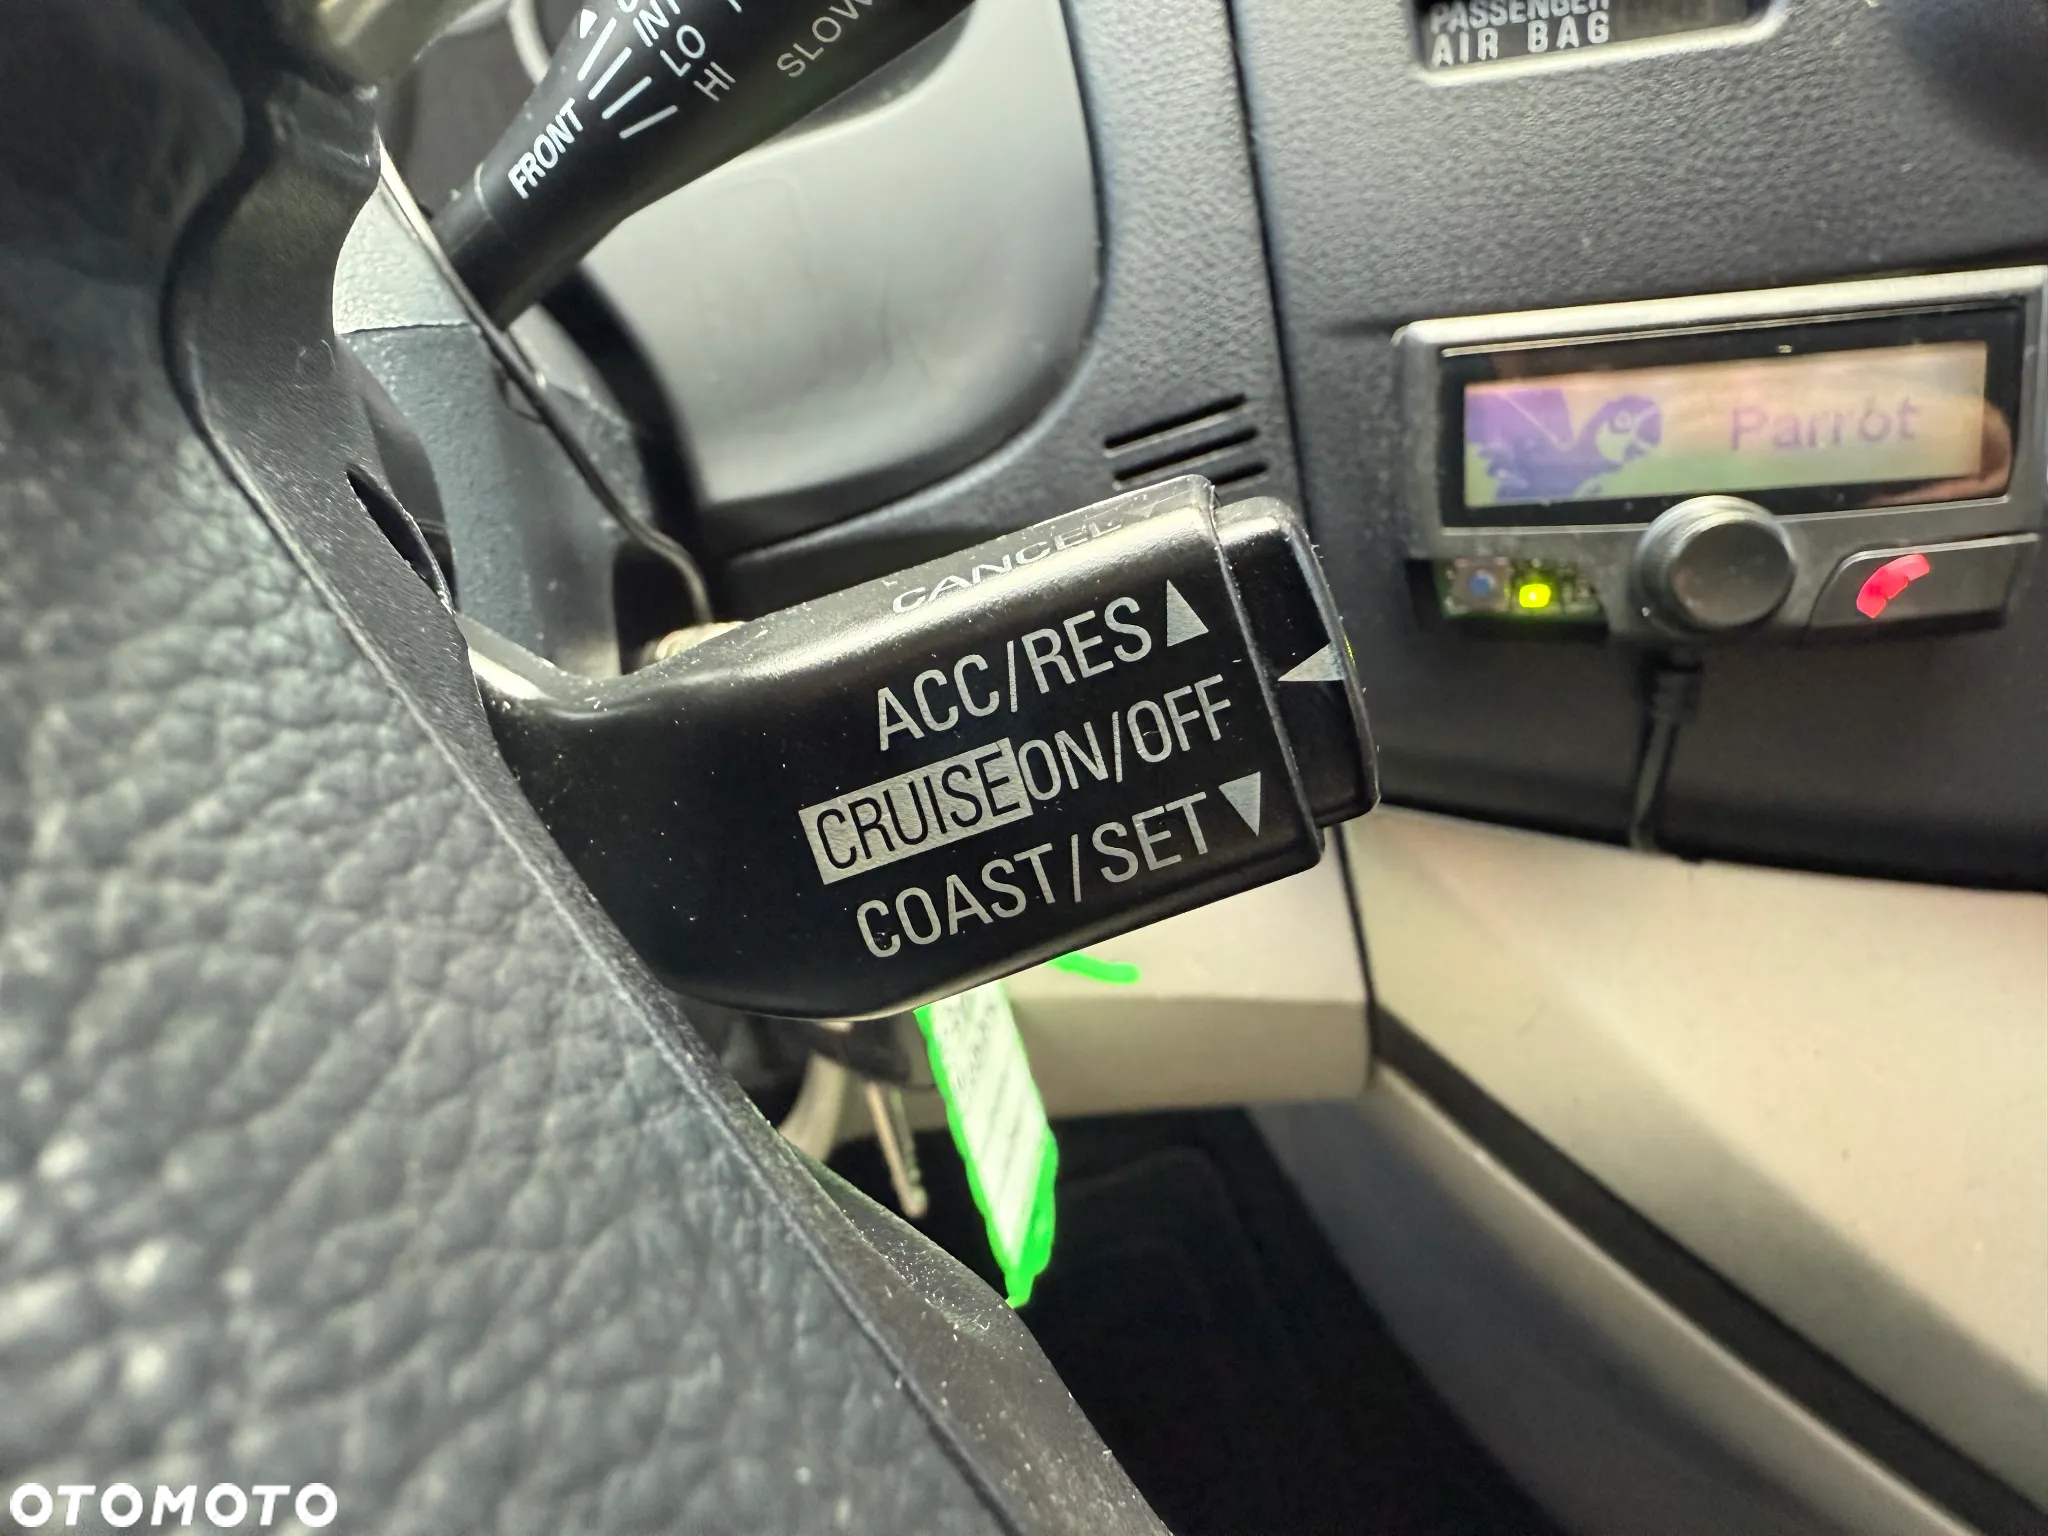 INT
LO
HI
SLOW
FRONT
PASSENGER
AIR BAG
Parrot
CANCEL
ACC/RES
CRUISE ON/OFF
COAST/SET
OTOMOTO